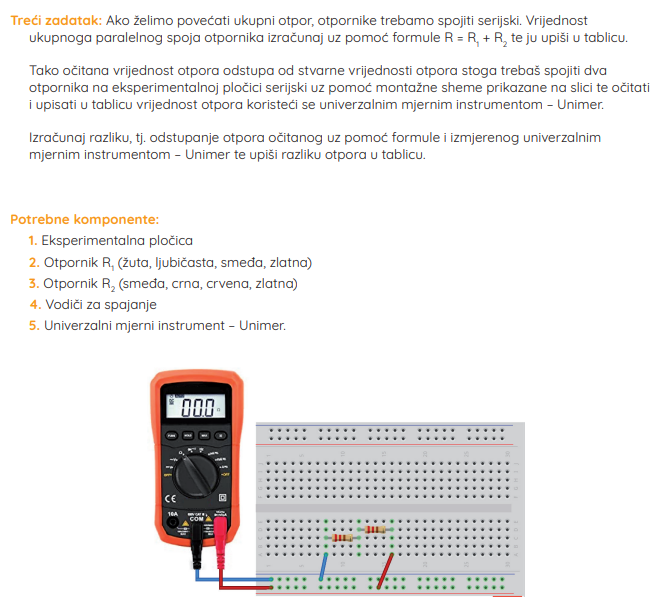 Treći zadatak: Ako želimo povećati ukupni otpor, otpornike trebamo spojiti serijski. Vrijednost
ukupnoga paralelnog spoja otpornika izračunaj uz pomoć formule R = R₁ + R₂ te ju upiši u tablicu.
Tako očitana vrijednost otpora odstupa od stvarne vrijednosti otpora stoga trebaš spojiti dva
otpornika na eksperimentalnoj pločici serijski uz pomoć montažne sheme prikazane na slici te očitati
i upisati u tablicu vrijednost otpora koristeći se univerzalnim mjernim instrumentom – Unimer.
Izračunaj razliku, tj. odstupanje otpora očitanog uz pomoć formule i izmjerenog univerzalnim
mjernim instrumentom – Unimer te upiši razliku otpora u tablicu.
Potrebne komponente:
1. Eksperimentalna pločica
2. Otpornik R₁ (žuta, ljubičasta, smeđa, zlatna)
3. Otpornik R₂ (smeđa, crna, crvena, zlatna)
4. Vodiči za spajanje
5. Univerzalni mjerni instrument – Unimer.
00.0
CE
10A
COM